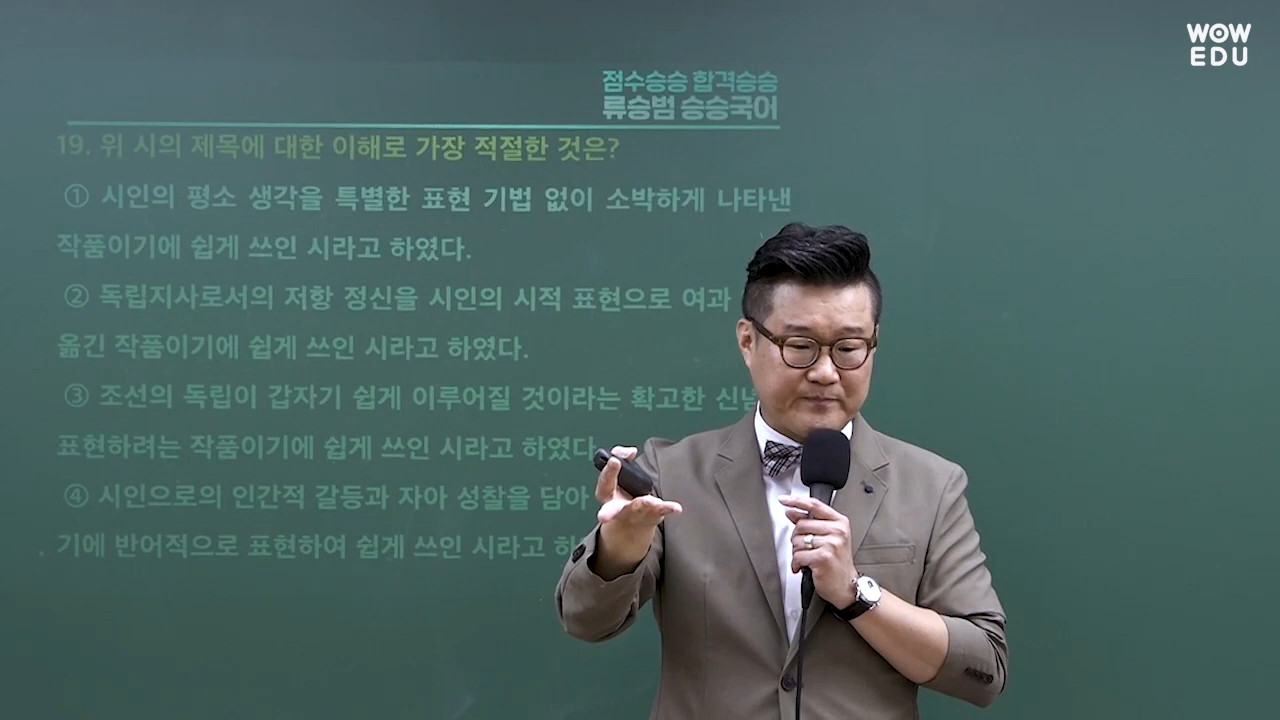 WOW
EDU
점수승승 합격승승
류승범 승승국어
19. 위 시의 제목에 대한 이해로 가장 적절한 것은?
① 시인의 평소 생각을 특별한 표현 기법 없이 소박하게 나타낸
작품이기에 쉽게 쓰인 시라고 하였다.
② 독립지사로서의 저항 정신을 시인의 시적 표현으로 여과
옮긴 작품이기에 쉽게 쓰인 시라고 하였다.
③ 조선의 독립이 갑자기 쉽게 이루어질 것이라는 확고한
표현하려는 작품이기에 쉽게 쓰인 시라고 하였다
④ 시인으로의 인간적 갈등과 자아 성찰을 담아
기에 반어적으로 표현하여 쉽게 쓰인 시라고 하